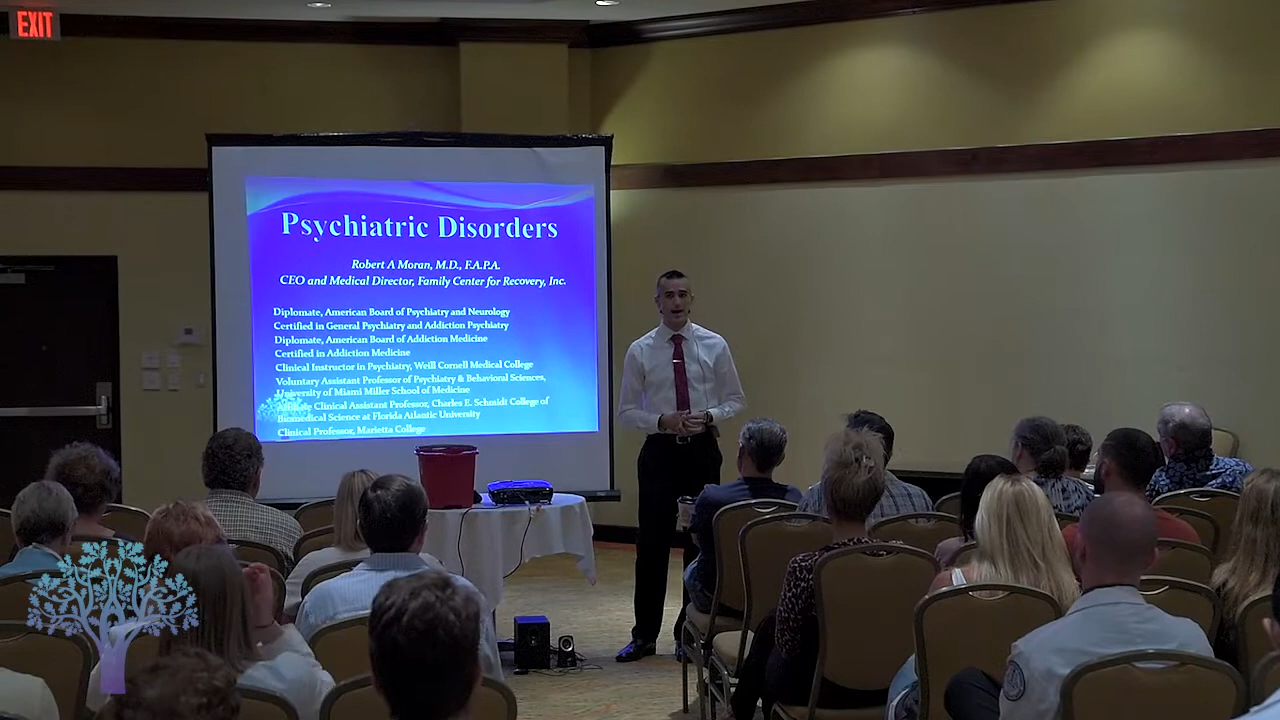 EXIT
Psychiatric Disorders
Robert A Moran, M.D., F.A.P.A.
CEO and Medical Director, Family Center for Recovery, Inc.
Diplomate, American Board of Psychiatry and Neurology
Certified in General Psychiatry and Addiction Psychiatry
Diplomate, American Board of Addiction Medicine
Certified in Addiction Medicine
Clinical Instructor in Psychiatry, Weill Cornell Medical College
Voluntary Assistant Professor of Psychiatry & Behavioral Sciences,
University of Miami Miller School of Medicine
Affiliate Clinical Assistant Professor, Charles E. Schmidt College of
Biomedical Science at Florida Atlantic University
Clinical Professor, Marietta College